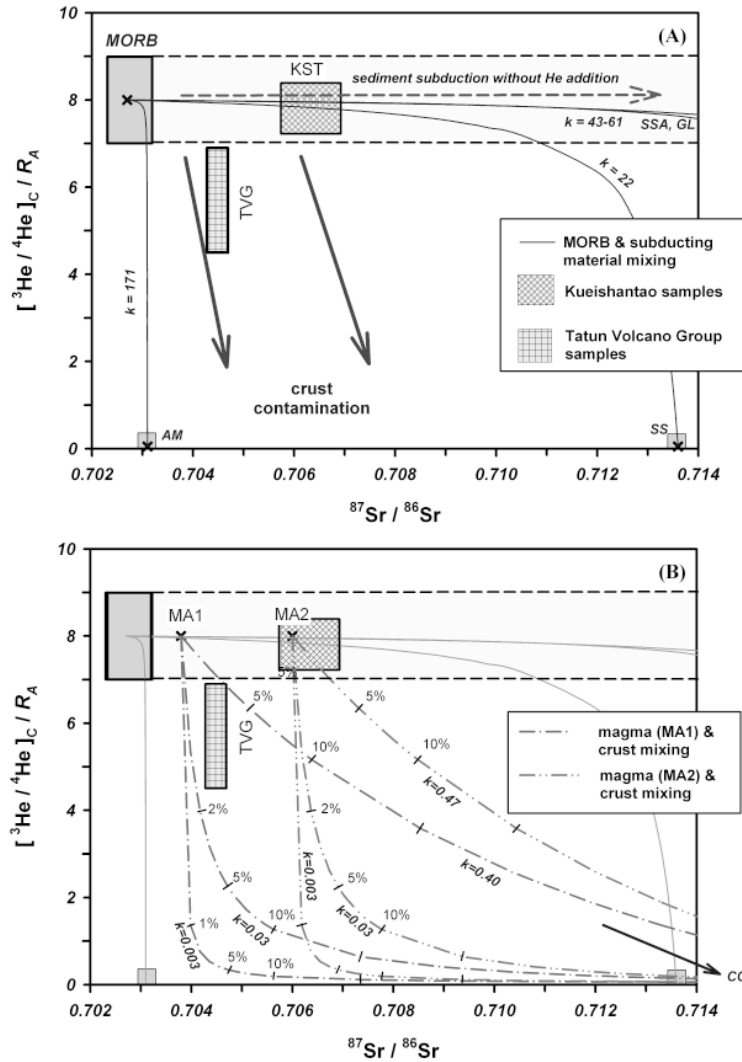 10
(A)
MORB
KST
sediment subduction without He addition
8
k = 43-61
SSA, GL
k = 22
6
TVG
[ ³He / ⁴He ]C / RA
MORB & subducting
material mixing
Kueishantao samples
4
k = 171
Tatun Volcano Group
samples
2
crust
contamination
AM
SS
0
0.702 0.704 0.706 0.708 0.710 0.712 0.714
⁸⁷Sr / ⁸⁶Sr
10
(B)
MA1 MA2
8
5%
5%
5%
6
TVG
10%
10%
[ ³He / ⁴He ]C / RA
magma (MA1) &
crust mixing
magma (MA2) &
crust mixing
k=0.47
4
2%
2%
k=0.40
5%
5%
2
k=0.003
k=0.03
k=0.03
1%
10%
10%
k=0.003
5%
10%
CC
0
0.702 0.704 0.706 0.708 0.710 0.712 0.714
⁸⁷Sr / ⁸⁶Sr